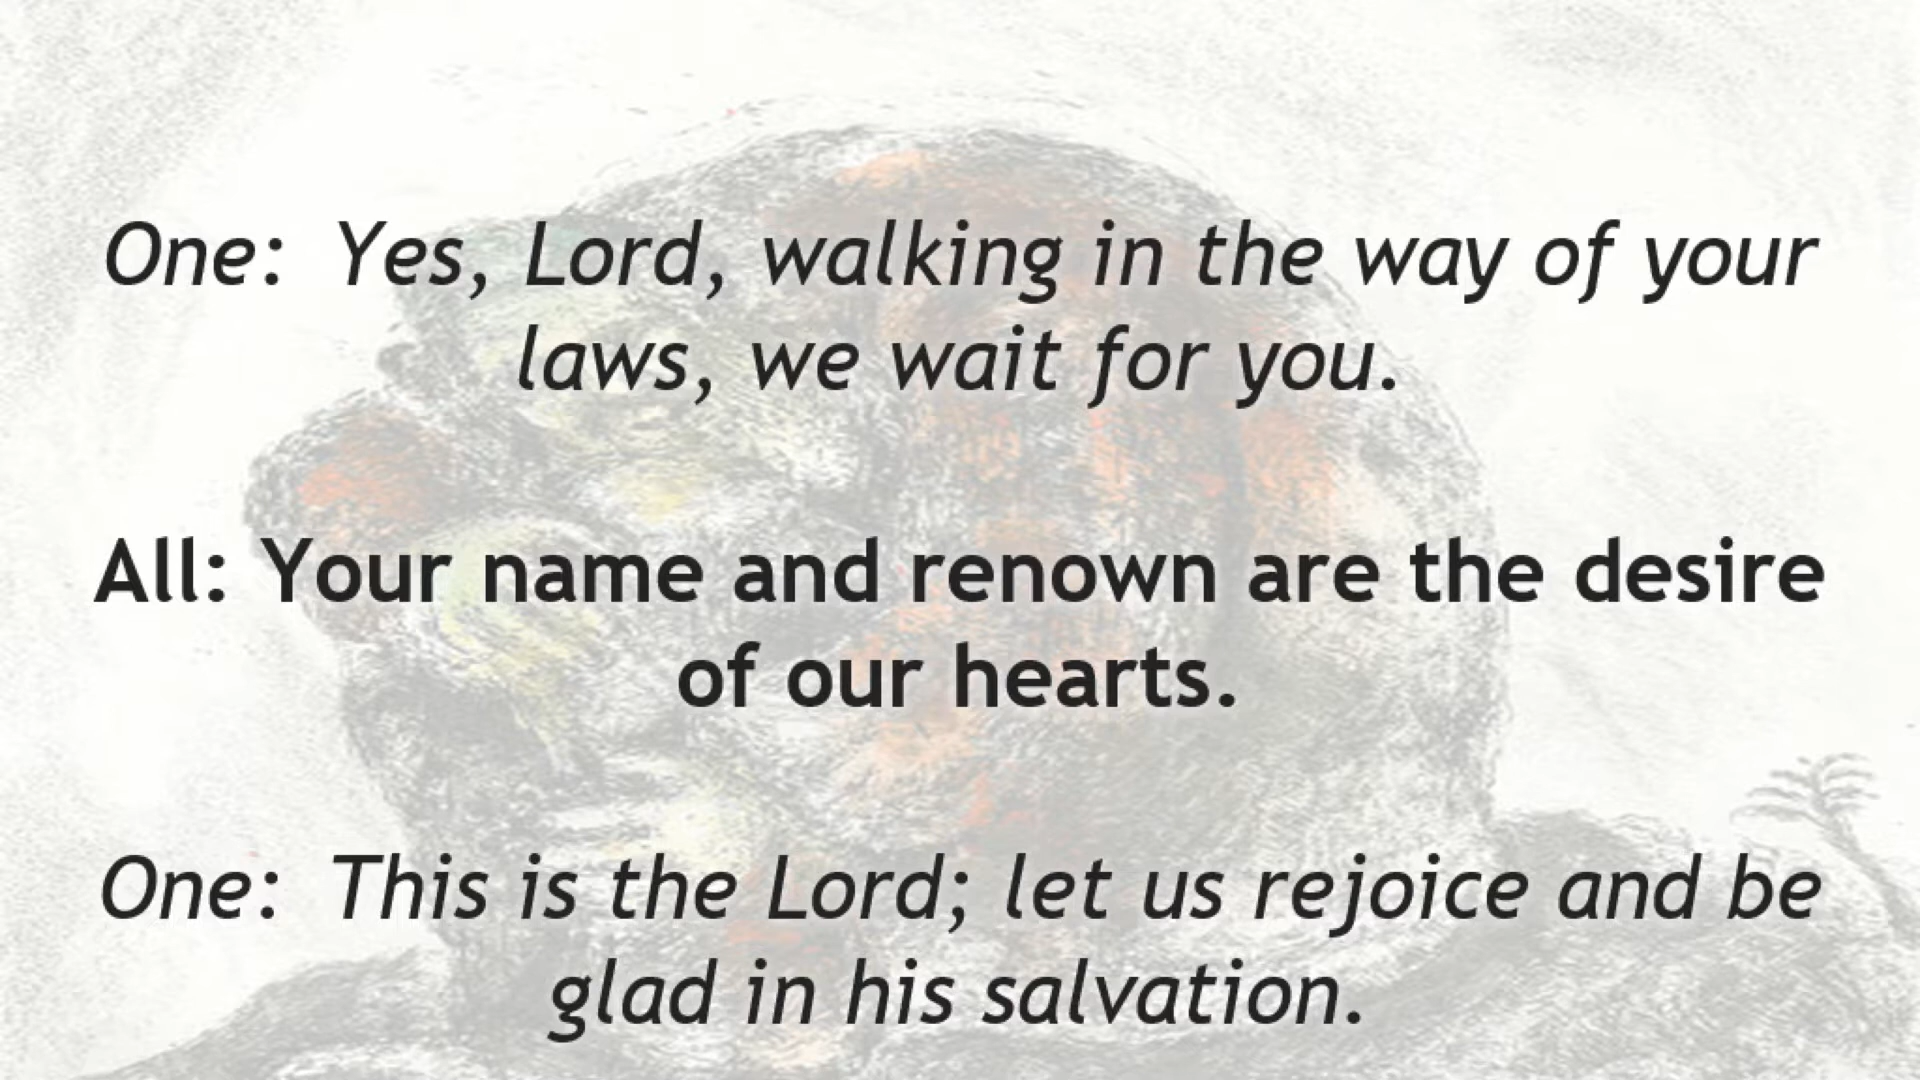 One: Yes, Lord, walking in the way of your
laws, we wait for you.
All: Your name and renown are the desire
of our hearts.
One: This is the Lord; let us rejoice and be
glad in his salvation.